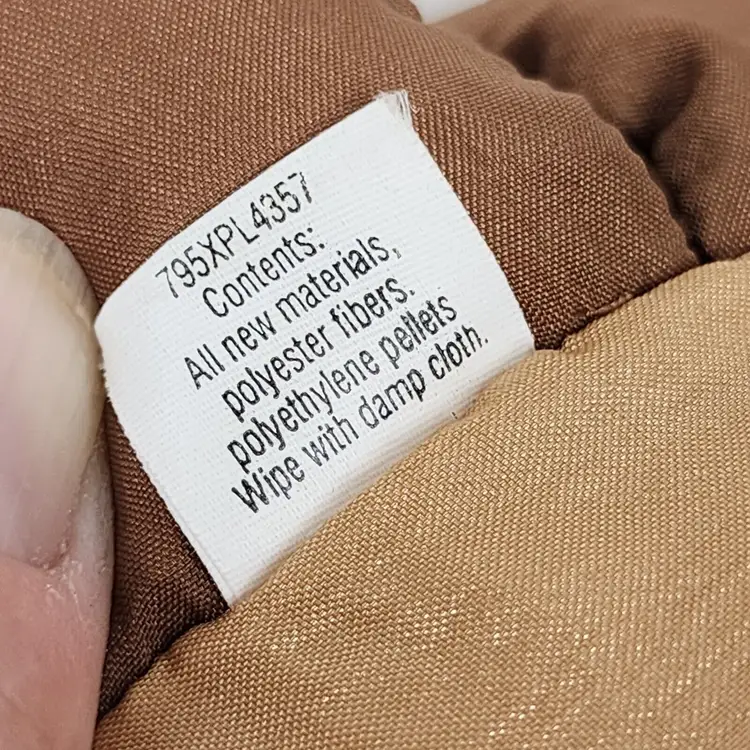 795XPL4357
Contents:
All new materials,
polyester fibers.
polyethylene pellets
Wipe with damp cloth.